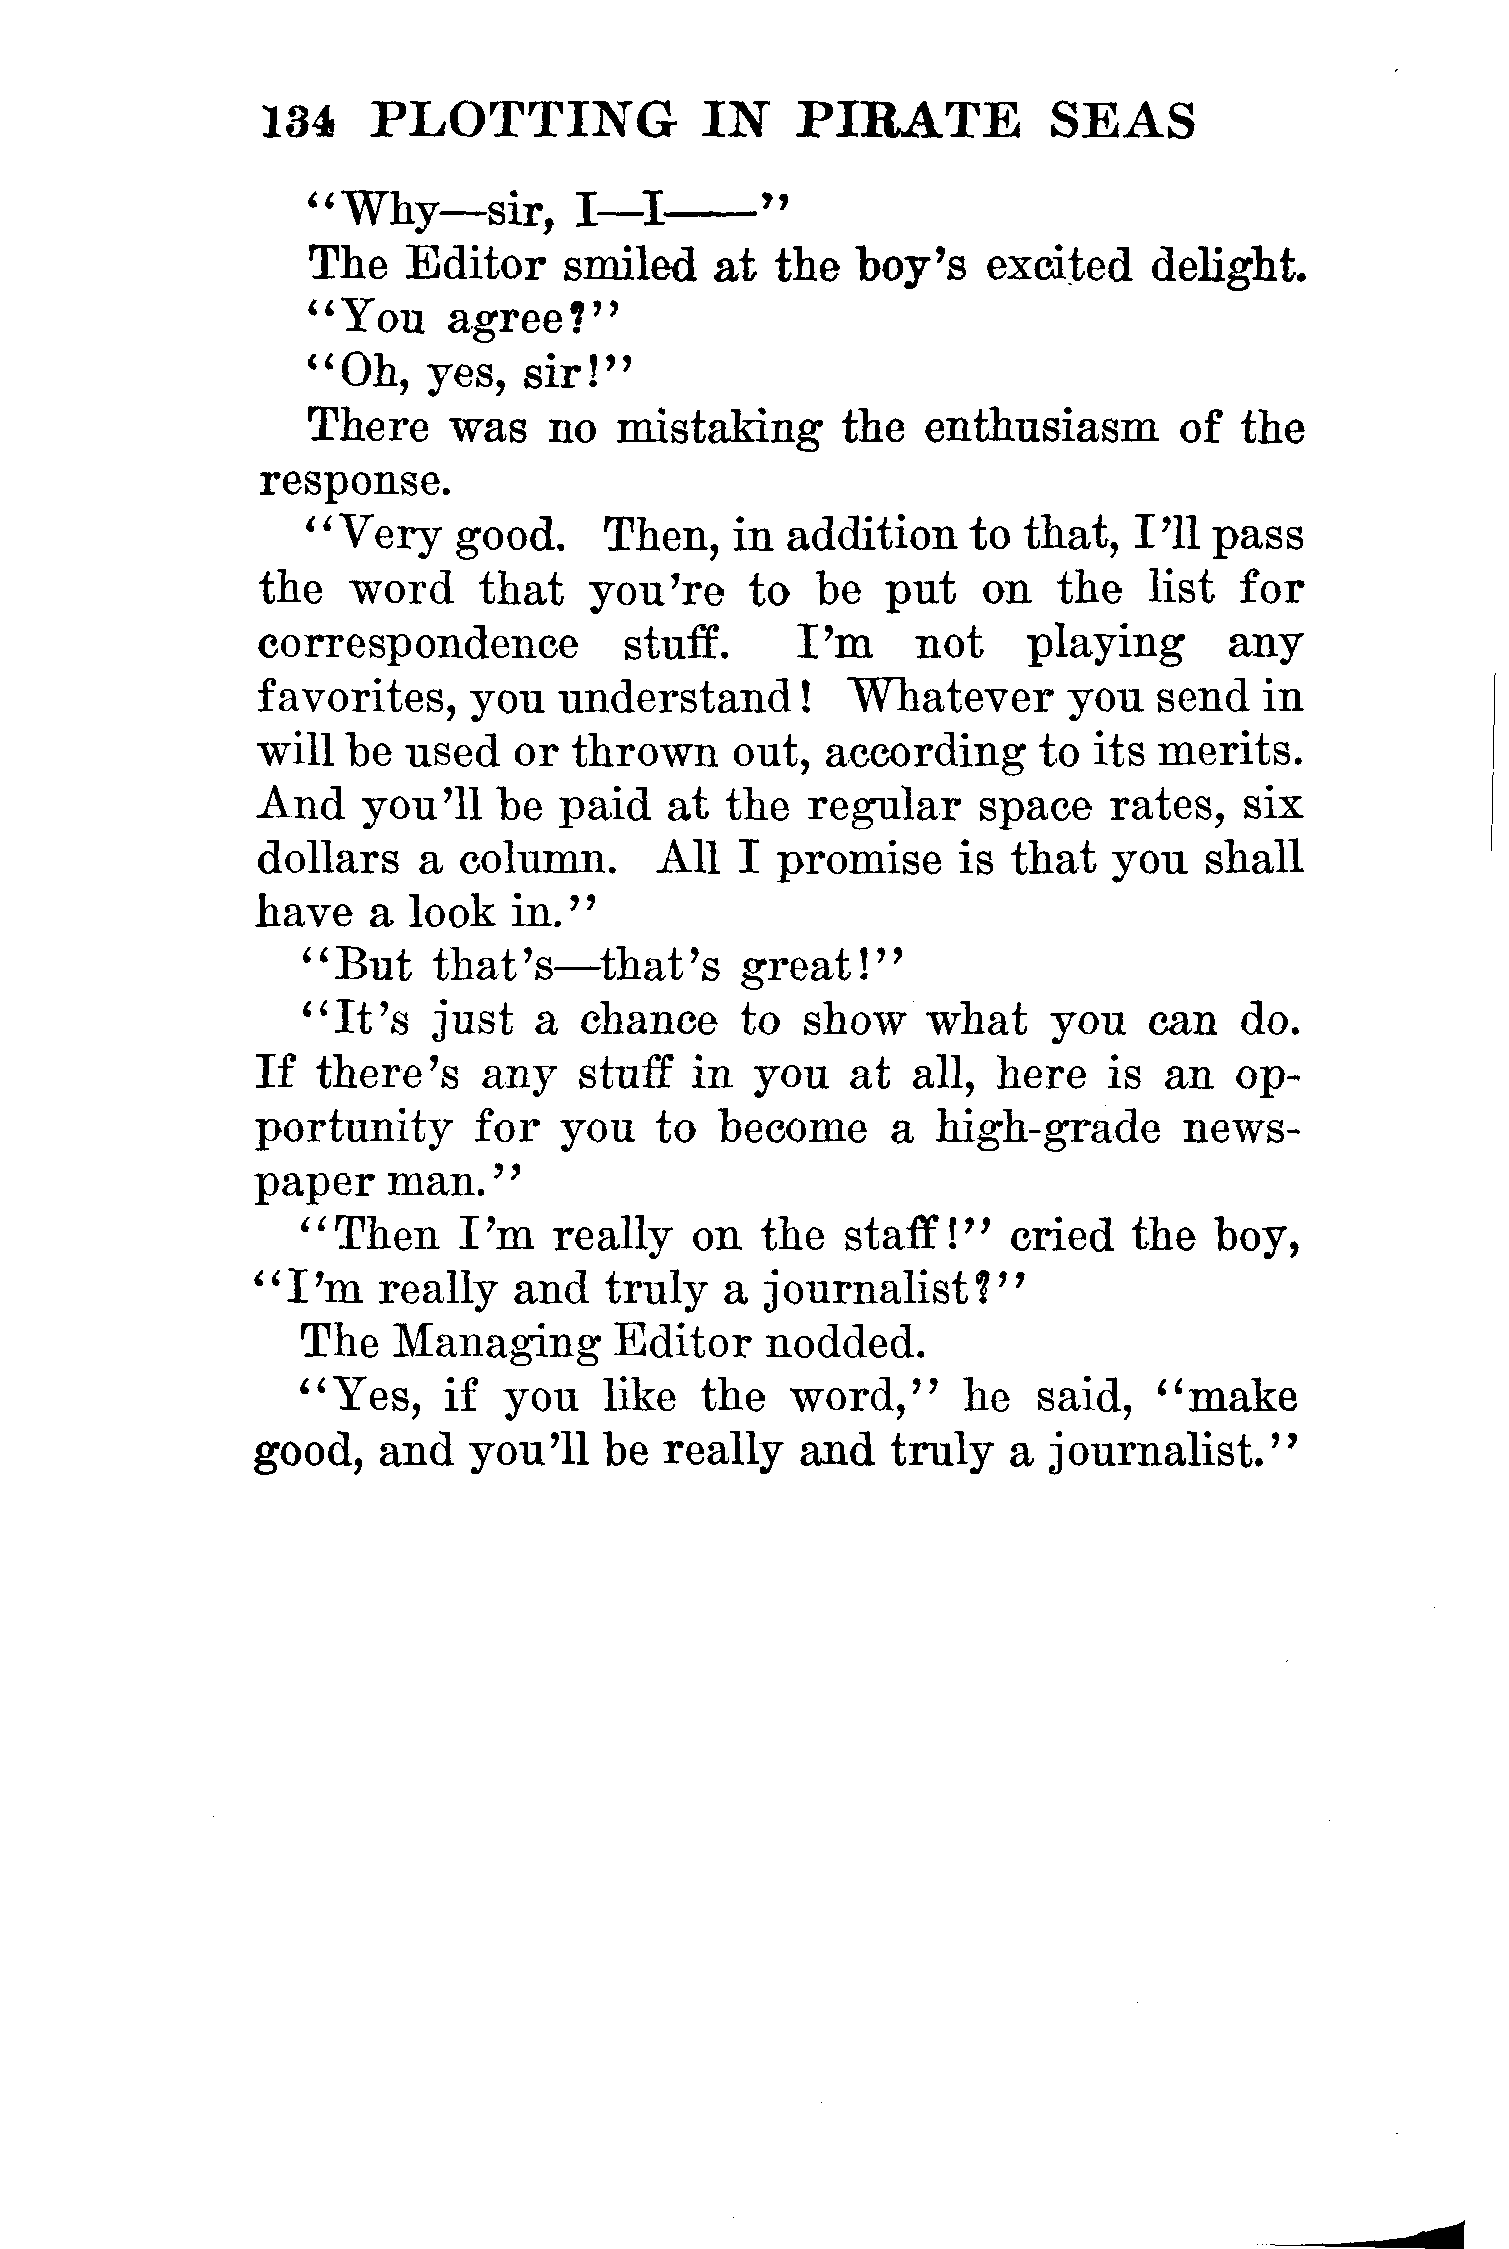 134 PLOTTING IN PIRATE SEAS
“Why—sir, I—I——”
The Editor smiled at the boy’s excited delight.
“You agree?”
“Oh, yes, sir!”
There was no mistaking the enthusiasm of the
response.
“Very good. Then, in addition to that, I’ll pass
the word that you’re to be put on the list for
correspondence stuff. I’m not playing any
favorites, you understand! Whatever you send in
will be used or thrown out, according to its merits.
And you’ll be paid at the regular space rates, six
dollars a column. All I promise is that you shall
have a look in.”
“But that’s—that’s great!”
“It’s just a chance to show what you can do.
If there’s any stuff in you at all, here is an op-
portunity for you to become a high-grade news-
paper man.”
“Then I’m really on the staff!” cried the boy,
“I’m really and truly a journalist?”
The Managing Editor nodded.
“Yes, if you like the word,” he said, “make
good, and you’ll be really and truly a journalist.”